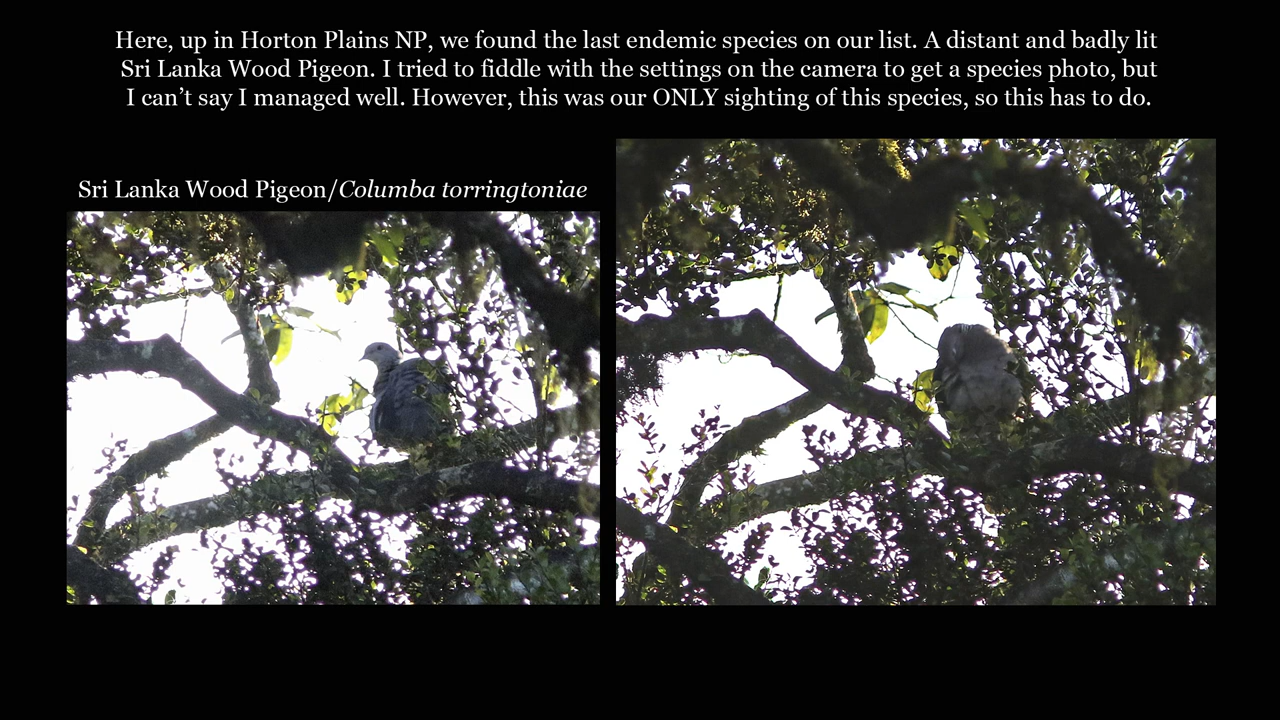 Here, up in Horton Plains NP, we found the last endemic species on our list. A distant and badly lit
Sri Lanka Wood Pigeon. I tried to fiddle with the settings on the camera to get a species photo, but
I can’t say I managed well. However, this was our ONLY sighting of this species, so this has to do.
Sri Lanka Wood Pigeon/Columba torringtoniae